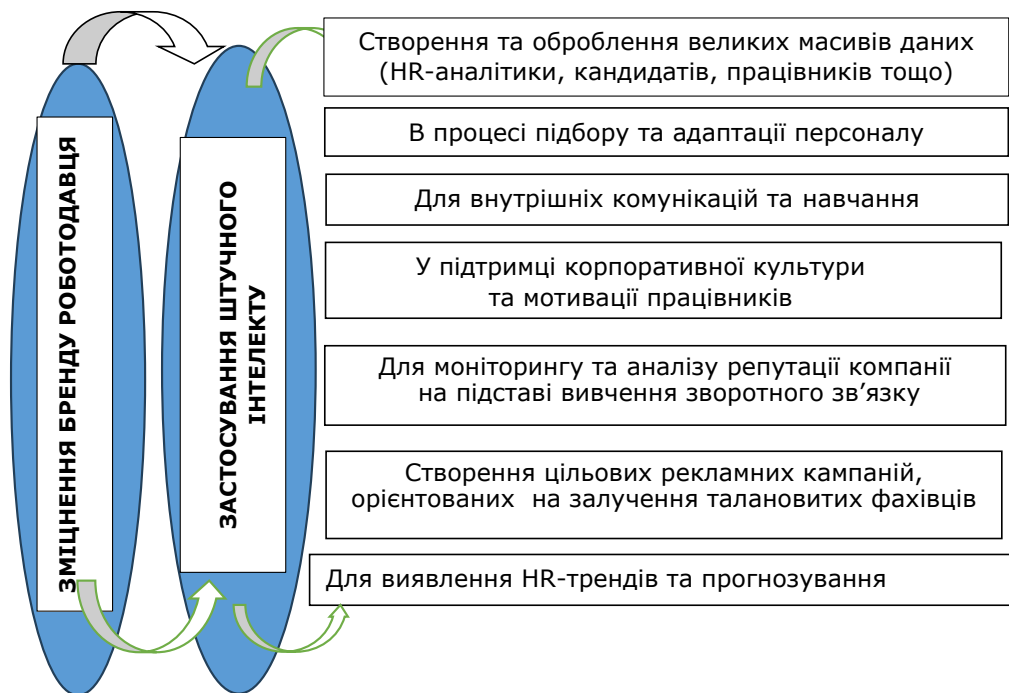 ЗМІЦНЕННЯ БРЕНДУ РОБОТОДАВЦЯ
ЗАСТОСУВАННЯ ШТУЧНОГО
ІНТЕЛЕКТУ
Створення та оброблення великих масивів даних
(HR-аналітики, кандидатів, працівників тощо)
В процесі підбору та адаптації персоналу
Для внутрішніх комунікацій та навчання
У підтримці корпоративної культури
та мотивації працівників
Для моніторингу та аналізу репутації компанії
на підставі вивчення зворотного зв’язку
Створення цільових рекламних кампаній,
орієнтованих на залучення талановитих фахівців
Для виявлення HR-трендів та прогнозування